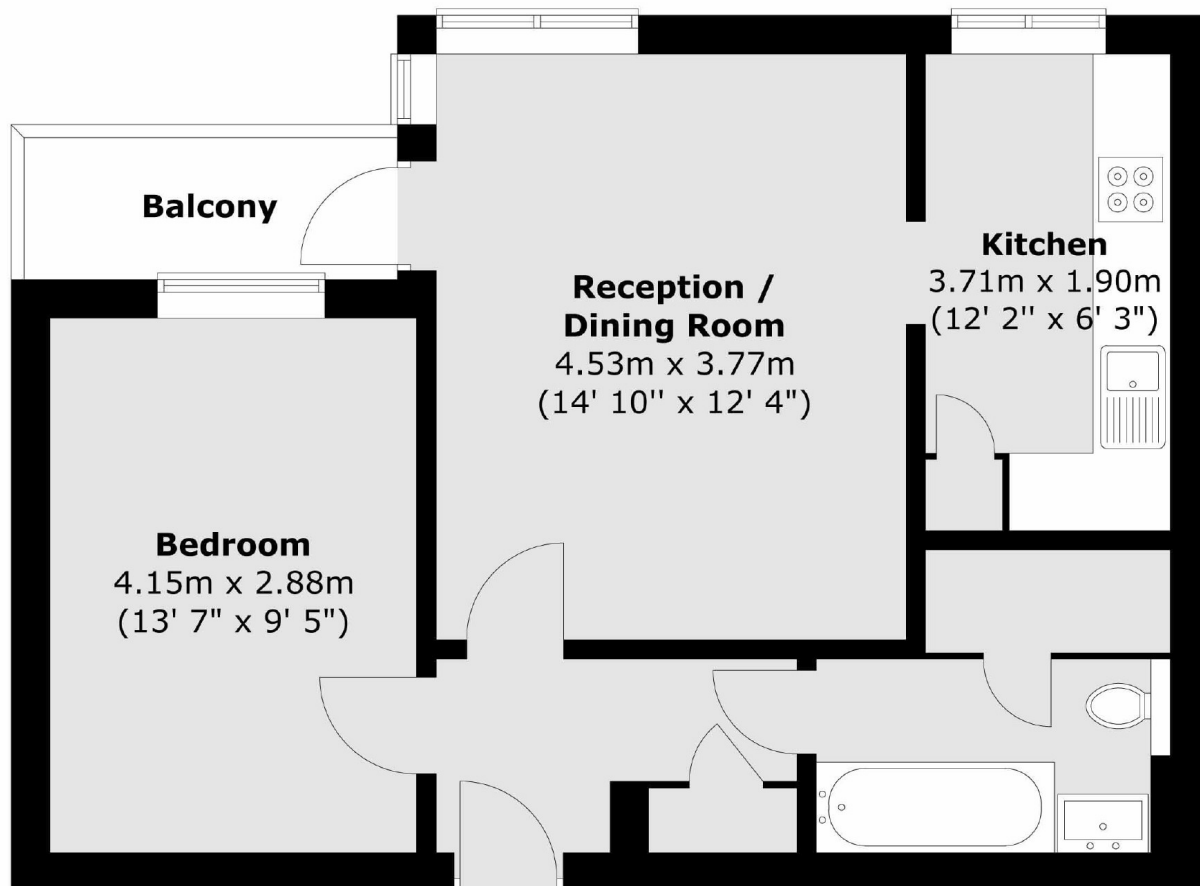 Balcony
Reception /
Dining Room
4.53m x 3.77m
(14' 10'' x 12' 4")
Kitchen
3.71m x 1.90m
(12' 2'' x 6' 3")
Bedroom
4.15m x 2.88m
(13' 7" x 9' 5")